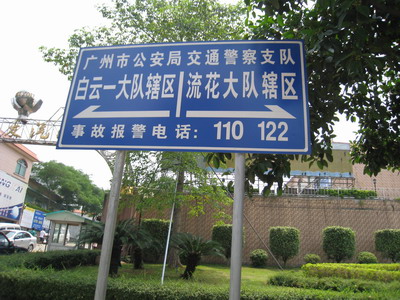 广州市公安局 交通警察支队
白云一大队辖区 流花大队辖区
事故报警电话：110 122